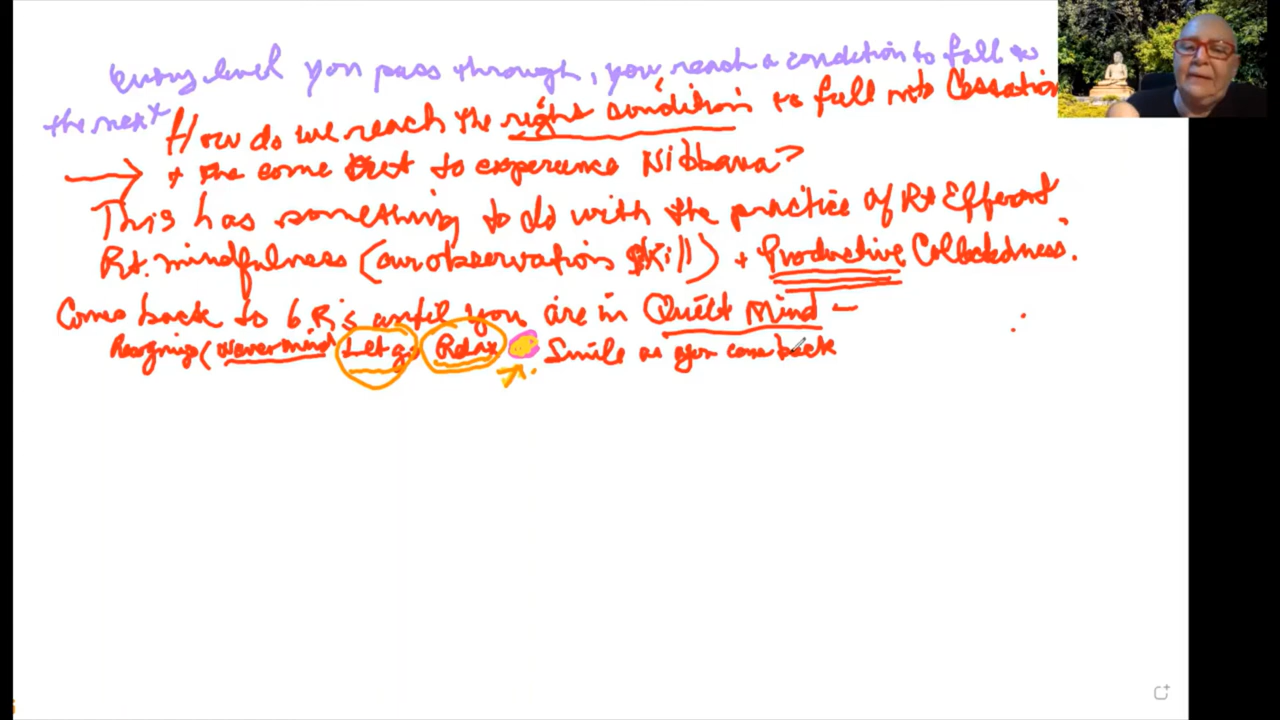 Every level you pass through, you reach a condition to fall to
the next
How do we reach the right condition to fall into Cessation
+ the come out to experience Nibbana?
This has something to do with the practice of Rt Effort
Rt. mindfulness (our observation skill) + Productive Collectedness.
Comes back to 6 R's until you are in Quiet Mind —
Recognize ( mind Let go Relax Smile as you come back